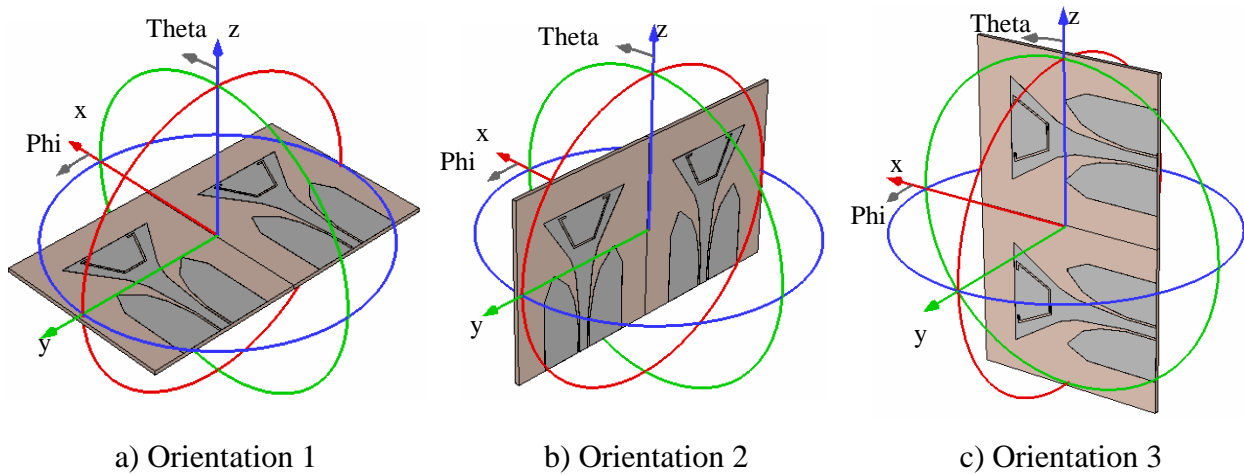 Theta
z
x
Phi
y
a) Orientation 1
Theta
z
x
Phi
y
b) Orientation 2
Theta
z
x
Phi
y
c) Orientation 3